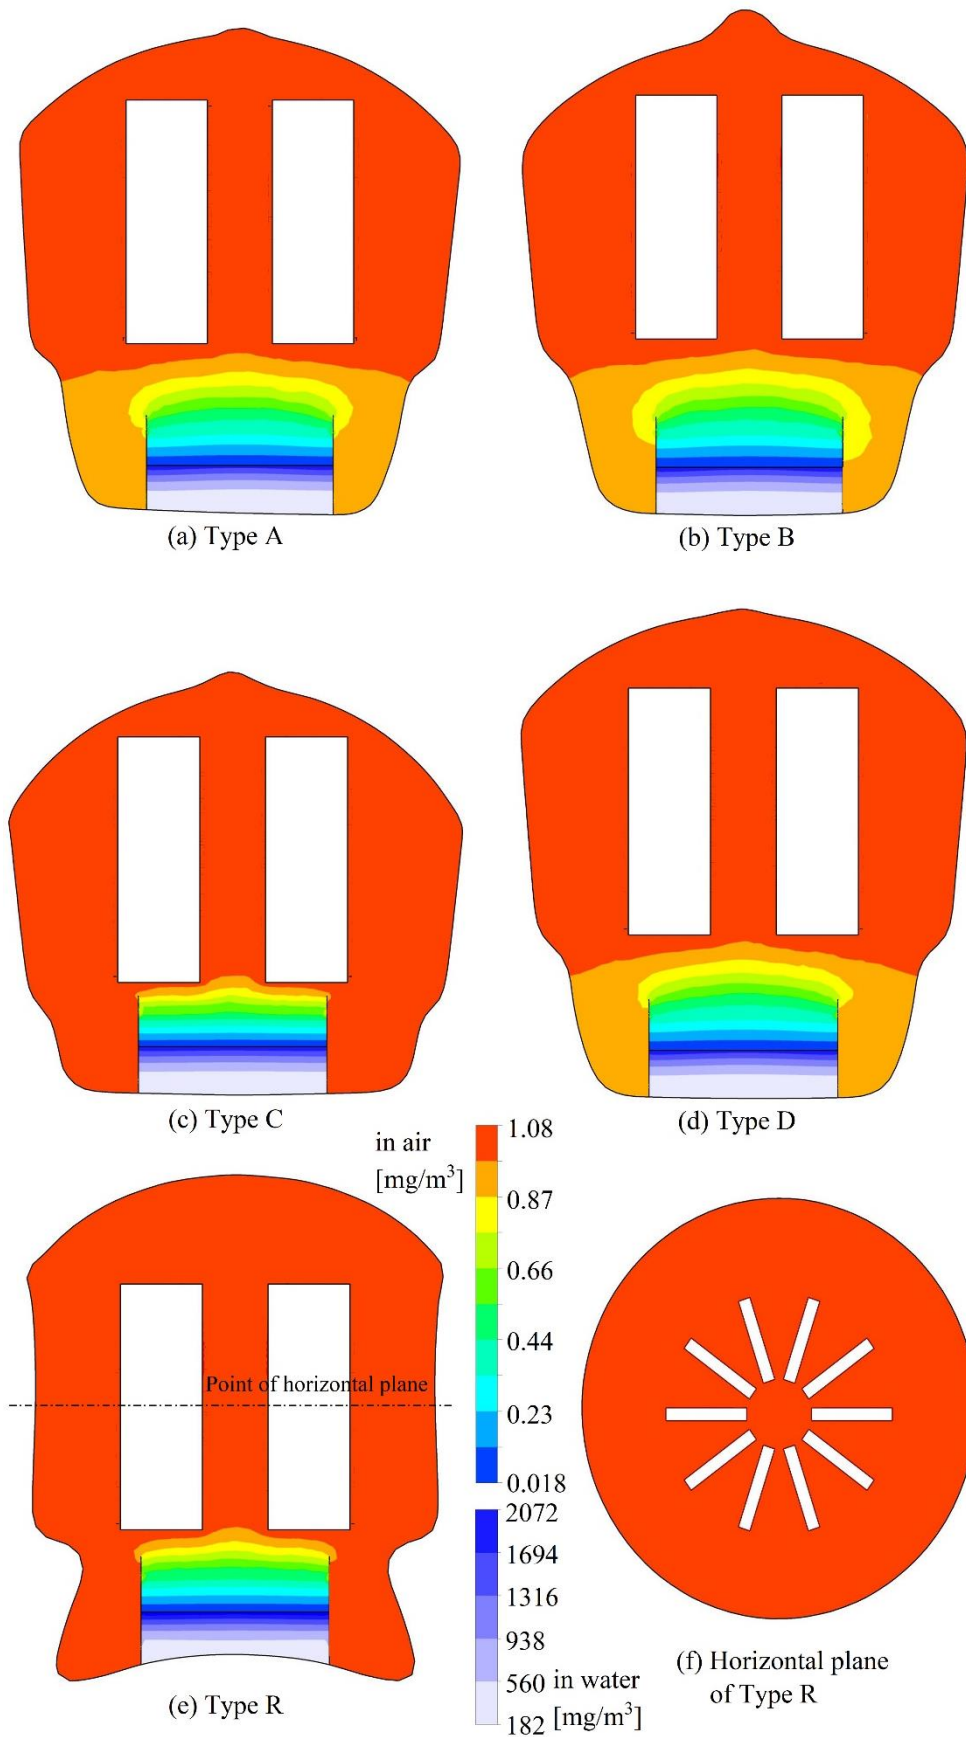 (a) Type A
(b) Type B
(c) Type C
(d) Type D
in air
[mg/m³]
1.08
0.87
0.66
0.44
0.23
0.018
Point of horizontal plane
2072
1694
1316
938
560
182
in water
[mg/m³]
(e) Type R
(f) Horizontal plane
of Type R